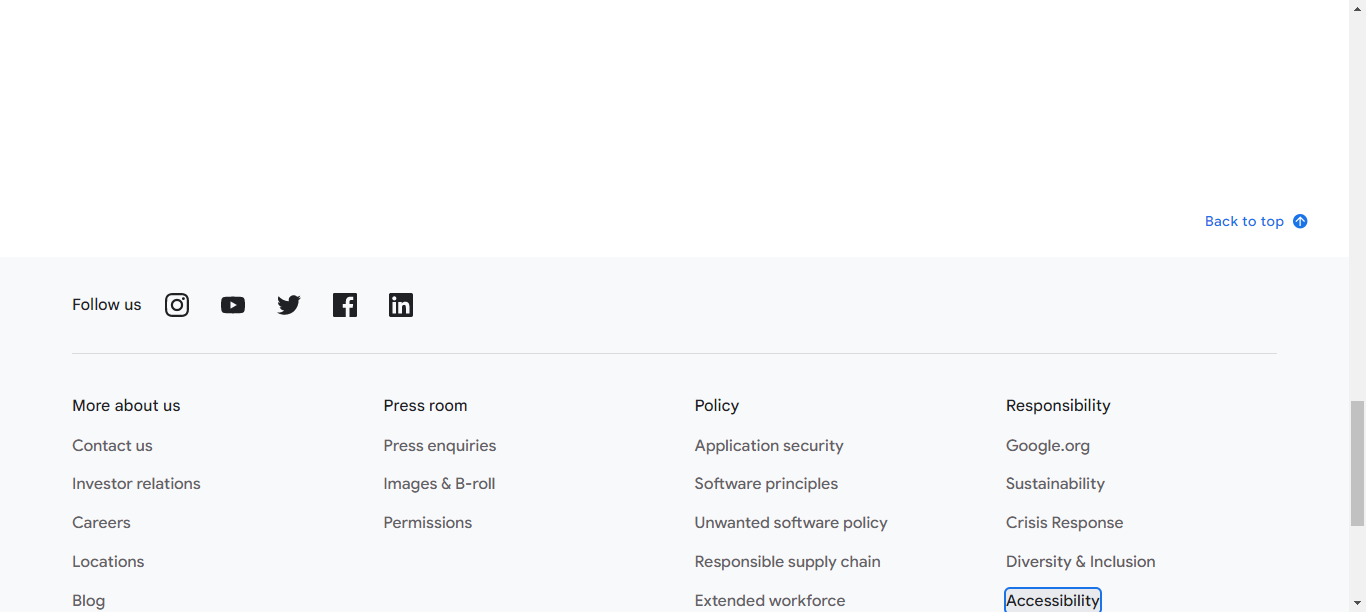 Back to top
Follow us
More about us
Contact us
Investor relations
Careers
Locations
Blog
Press room
Press enquiries
Images & B-roll
Permissions
Policy
Application security
Software principles
Unwanted software policy
Responsible supply chain
Extended workforce
Responsibility
Google.org
Sustainability
Crisis Response
Diversity & Inclusion
Accessibility